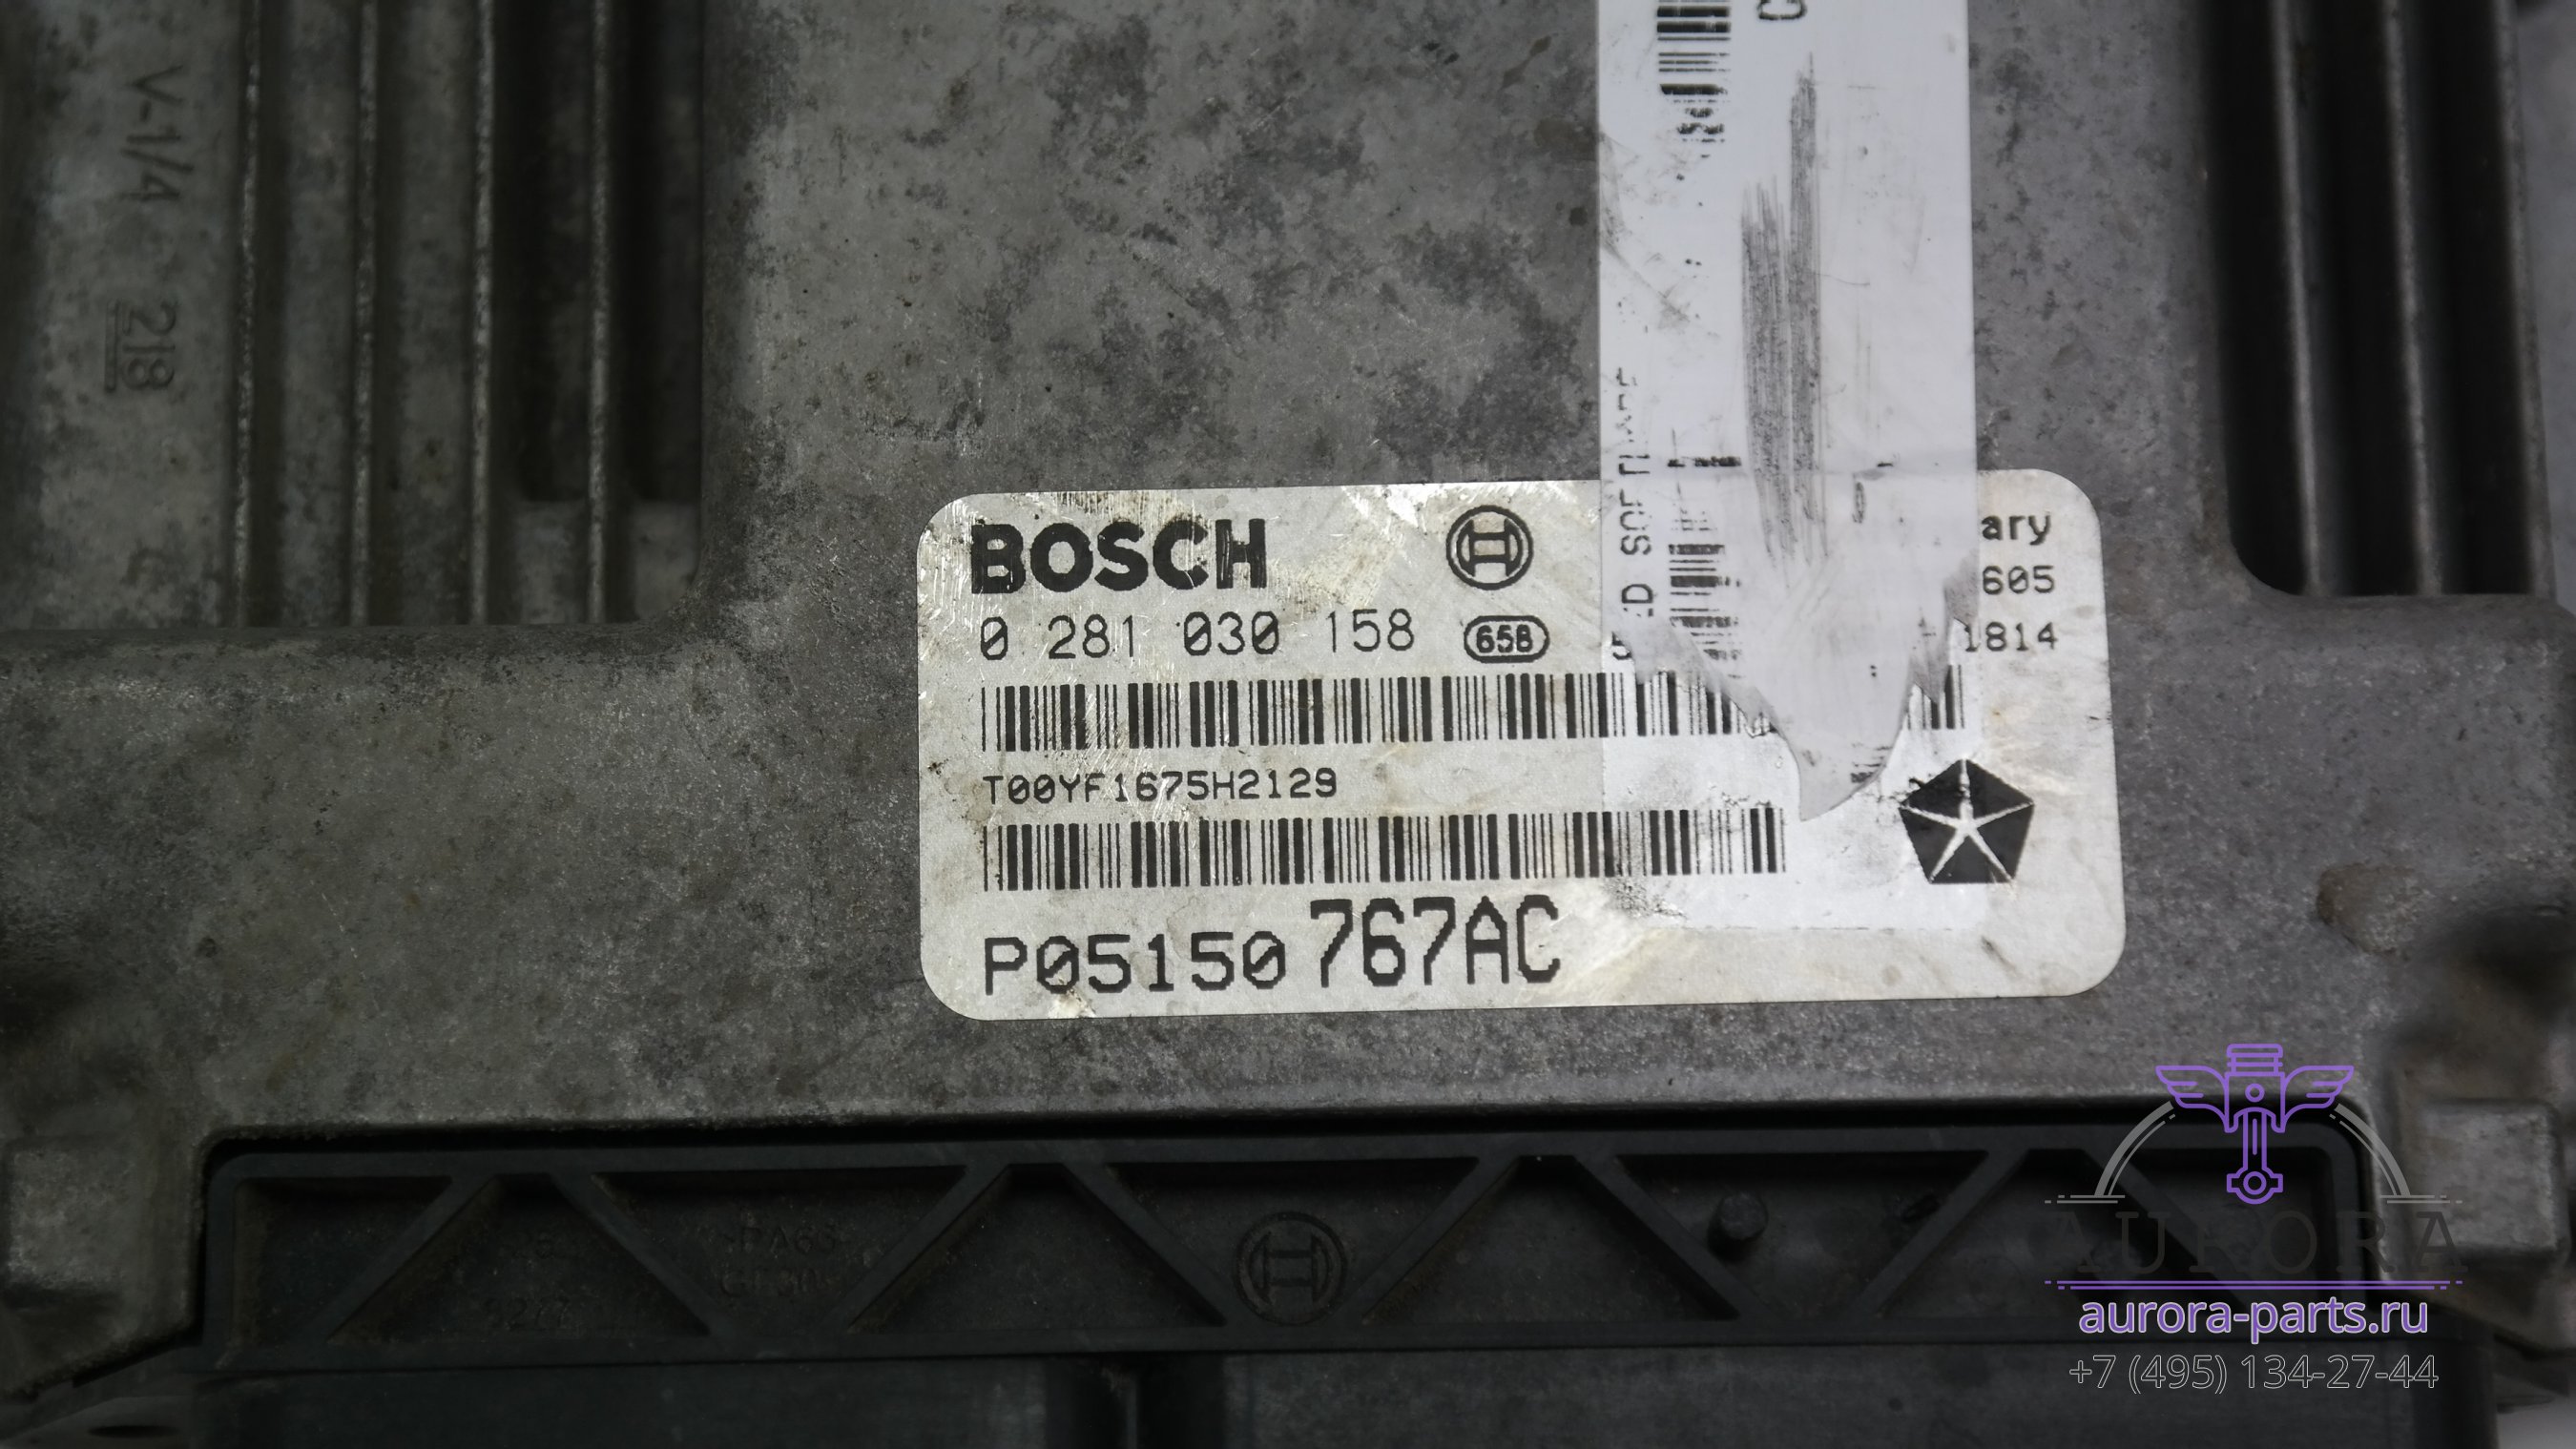 V-1/4
218
BOSCH
ary
605
0 281 030 158
65B
1814
T00YF1675H2129
P05150767AC
AURORA
aurora-parts.ru
+7 (495) 134-27-44